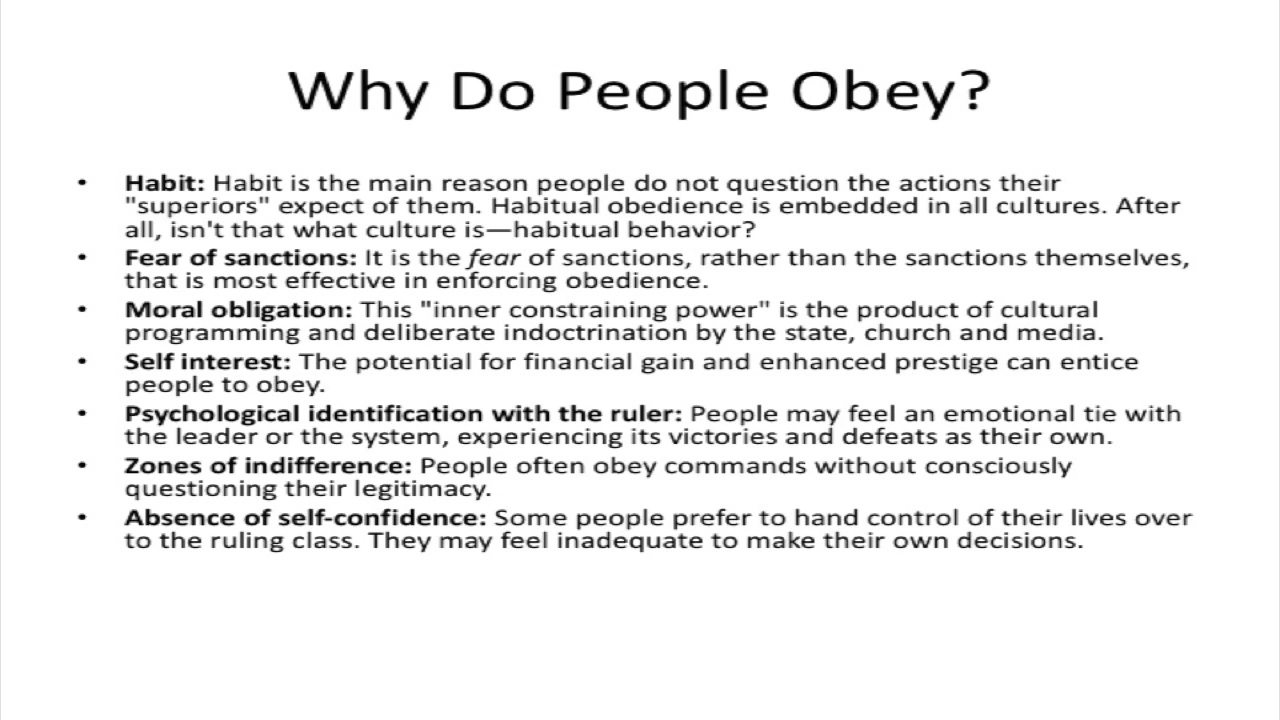 Why Do People Obey?
• Habit: Habit is the main reason people do not question the actions their
"superiors" expect of them. Habitual obedience is embedded in all cultures. After
all, isn't that what culture is—habitual behavior?
• Fear of sanctions: It is the fear of sanctions, rather than the sanctions themselves,
that is most effective in enforcing obedience.
• Moral obligation: This "inner constraining power" is the product of cultural
programming and deliberate indoctrination by the state, church and media.
• Self interest: The potential for financial gain and enhanced prestige can entice
people to obey.
• Psychological identification with the ruler: People may feel an emotional tie with
the leader or the system, experiencing its victories and defeats as their own.
• Zones of indifference: People often obey commands without consciously
questioning their legitimacy.
• Absence of self-confidence: Some people prefer to hand control of their lives over
to the ruling class. They may feel inadequate to make their own decisions.